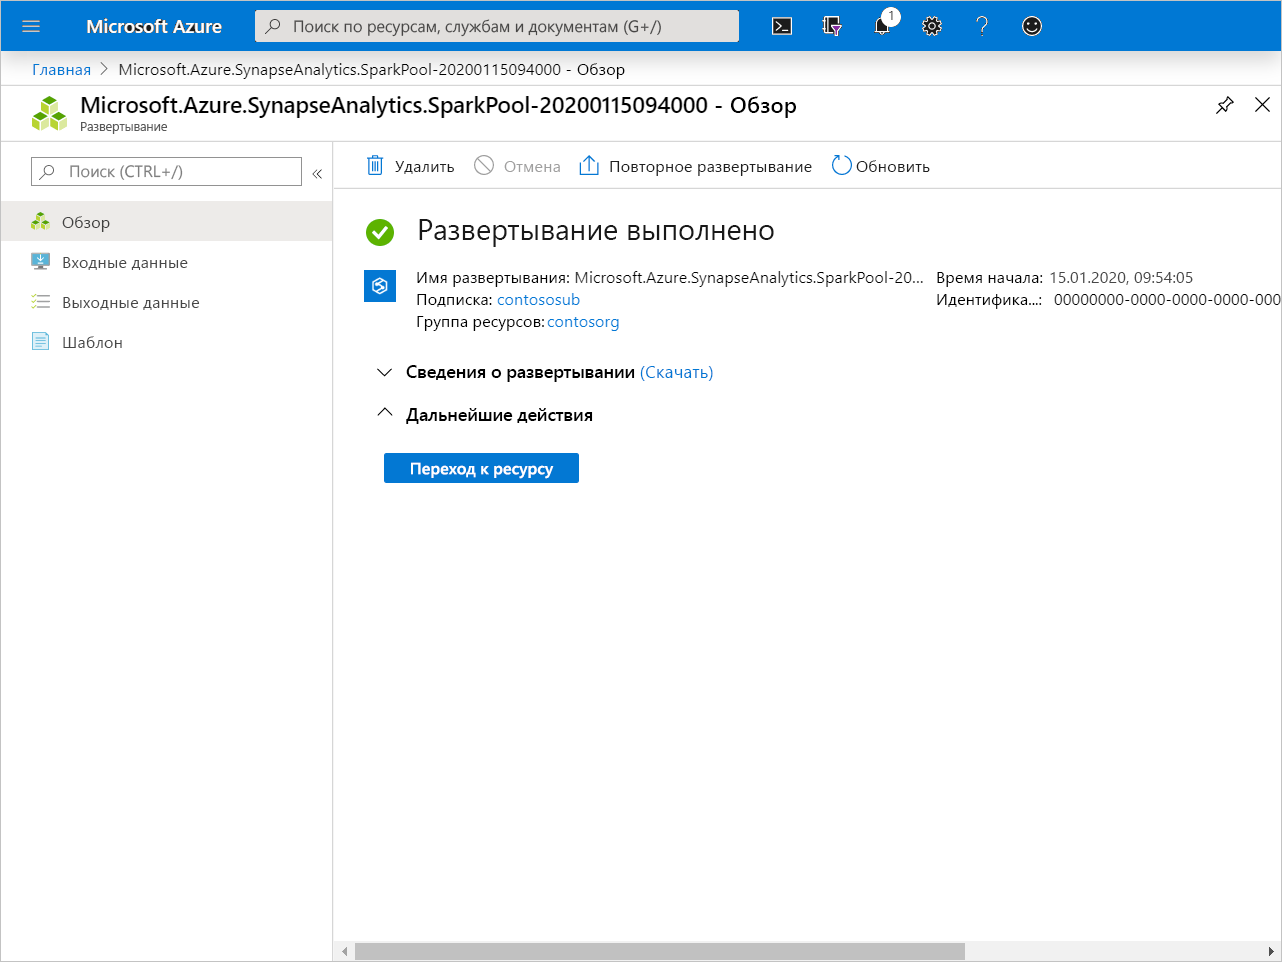 Microsoft Azure
Поиск по ресурсам, службам и документам (G+/)
1
Главная > Microsoft.Azure.SynapseAnalytics.SparkPool-20200115094000 - Обзор
Microsoft.Azure.SynapseAnalytics.SparkPool-20200115094000 - Обзор
Развертывание
Поиск (CTRL+/)
«
Обзор
Входные данные
Выходные данные
Шаблон
Удалить Отмена Повторное развертывание Обновить
Развертывание выполнено
Имя развертывания: Microsoft.Azure.SynapseAnalytics.SparkPool-20...
Подписка: contososub
Группа ресурсов: contosorg
Время начала: 15.01.2020, 09:54:05
Идентифика...: 00000000-0000-0000-0000-000
Сведения о развертывании (Скачать)
Дальнейшие действия
Переход к ресурсу